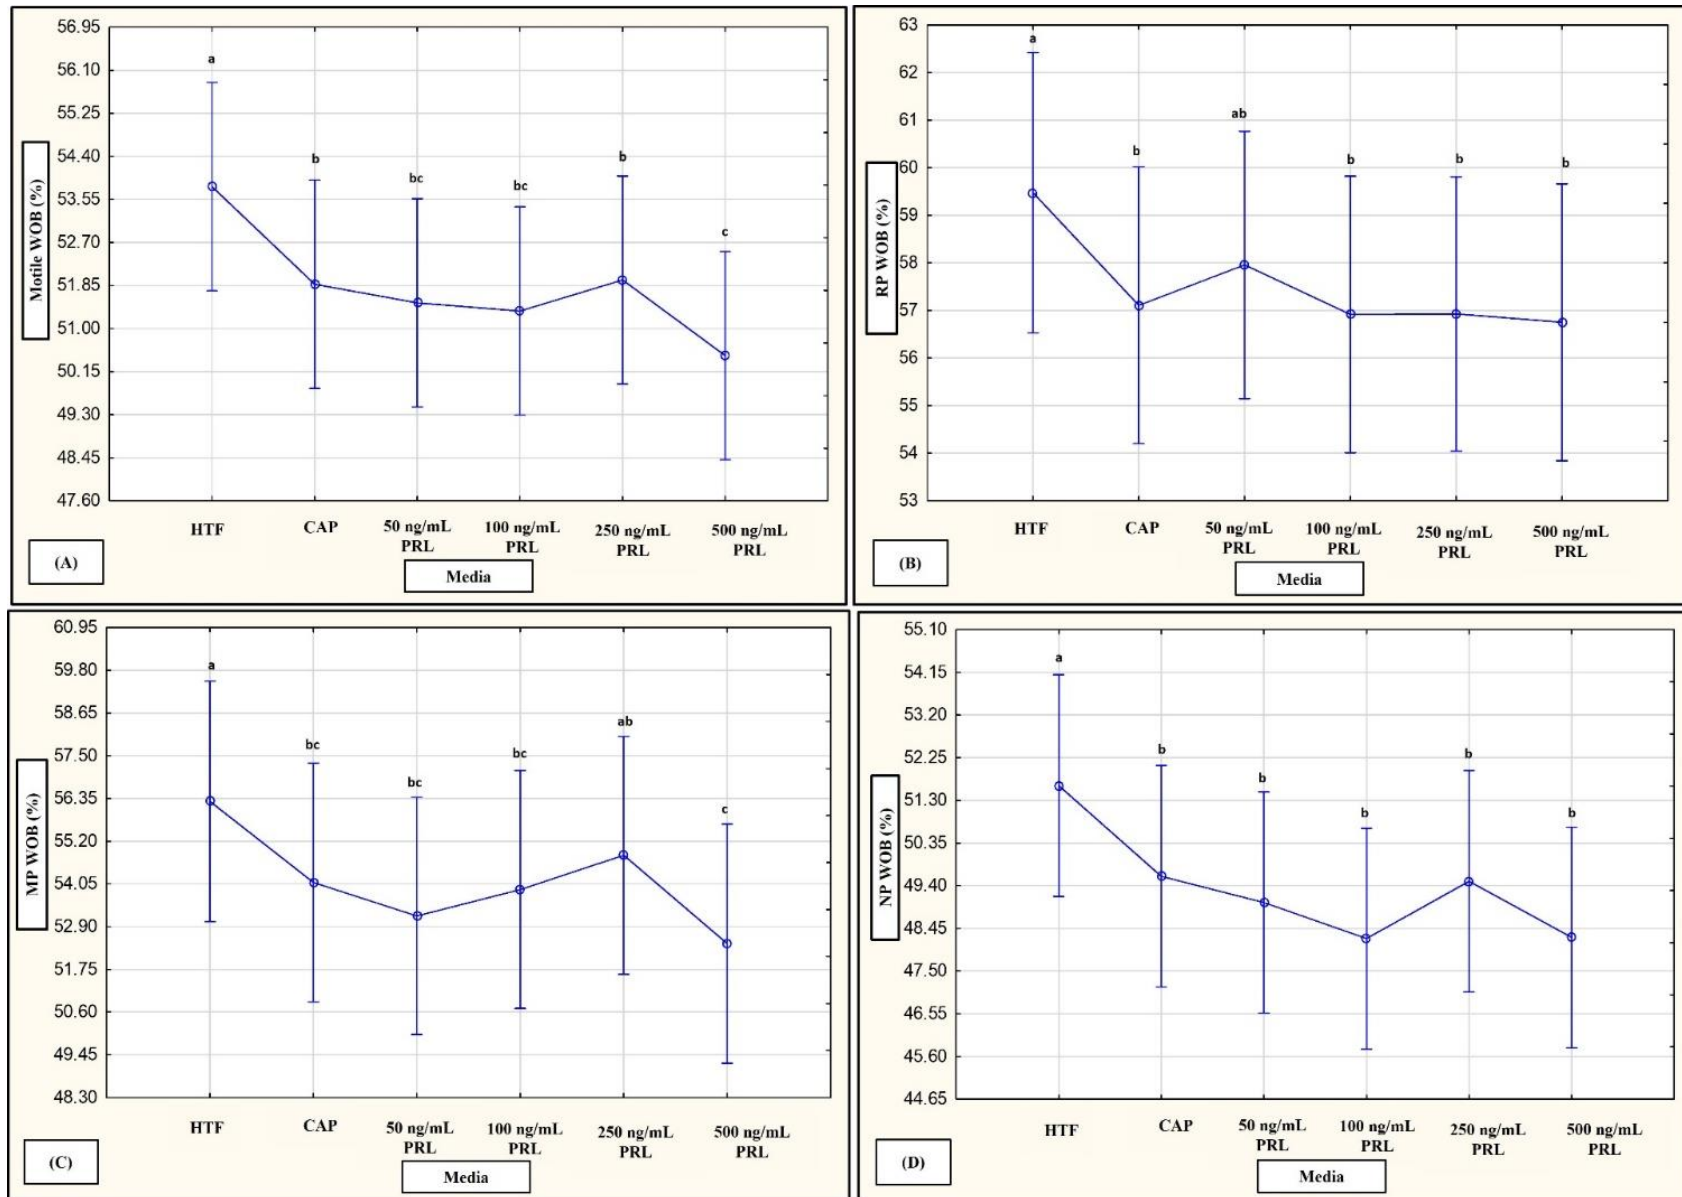 56.95
56.10
55.25
54.40
53.55
52.70
51.85
51.00
50.15
49.30
48.45
47.60
Motile WOB (%)
a
b
bc
bc
b
c
HTF
CAP
50 ng/mL
PRL
100 ng/mL
PRL
250 ng/mL
PRL
500 ng/mL
PRL
(A)
Media
63
62
61
60
59
58
57
56
55
54
53
RP WOB (%)
a
b
ab
b
b
b
HTF
CAP
50 ng/mL
PRL
100 ng/mL
PRL
250 ng/mL
PRL
500 ng/mL
PRL
(B)
Media
60.95
59.80
58.65
57.50
56.35
55.20
54.05
52.90
51.75
50.60
49.45
48.30
MP WOB (%)
a
bc
bc
bc
ab
c
HTF
CAP
50 ng/mL
PRL
100 ng/mL
PRL
250 ng/mL
PRL
500 ng/mL
PRL
(C)
Media
55.10
54.15
53.20
52.25
51.30
50.35
49.40
48.45
47.50
46.55
45.60
44.65
NP WOB (%)
a
b
b
b
b
b
HTF
CAP
50 ng/mL
PRL
100 ng/mL
PRL
250 ng/mL
PRL
500 ng/mL
PRL
(D)
Media